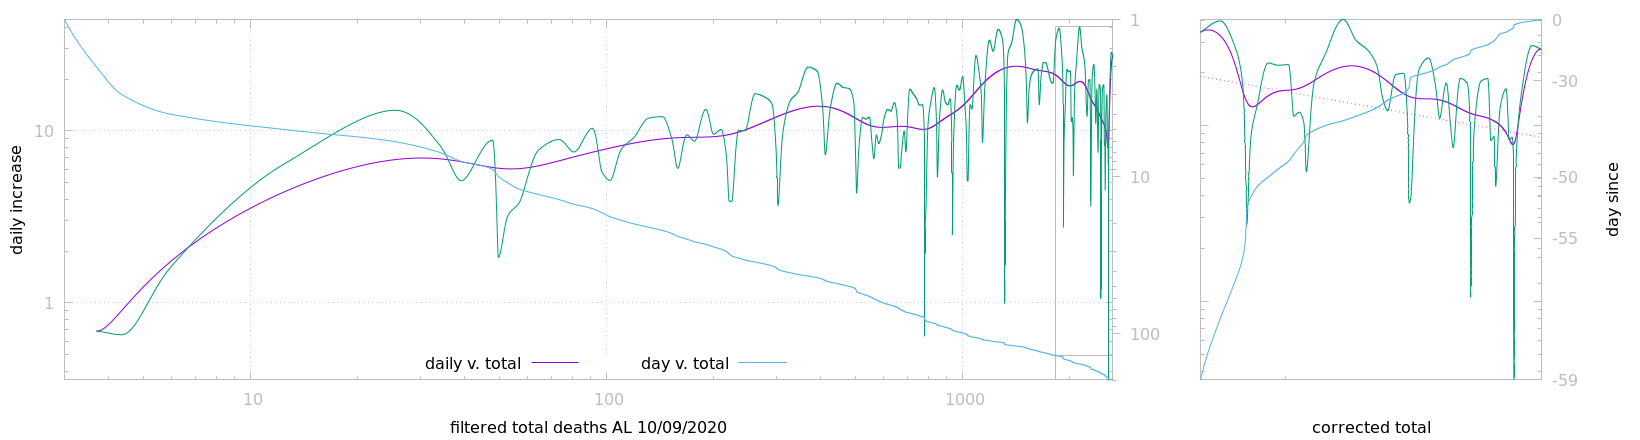 daily increase
10
1
daily v. total
day v. total
10
100
1000
filtered total deaths AL 10/09/2020
1
10
100
0
-30
-50
-55
-59
day since
corrected total